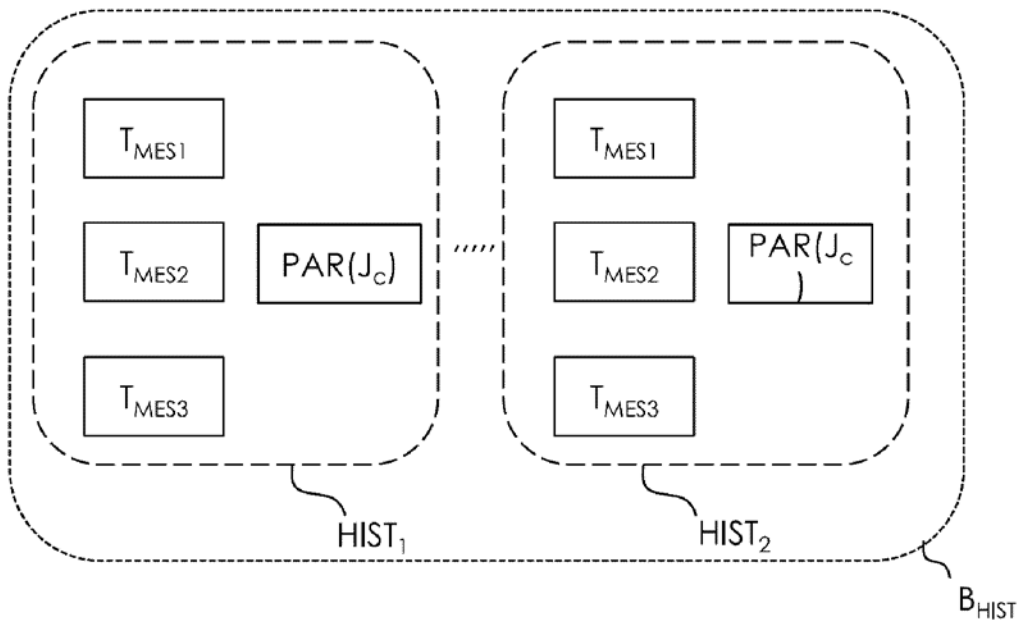 T_MES1
T_MES2
PAR(J_c)
T_MES3
HIST_1
T_MES1
T_MES2
PAR(J_c
)
T_MES3
HIST_2
B_HIST